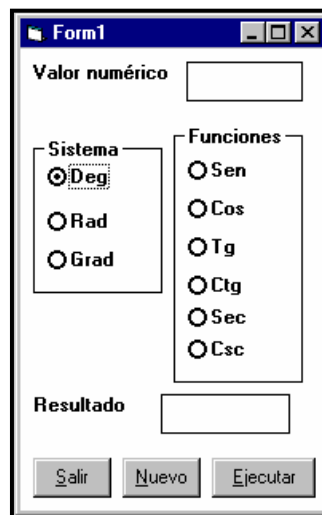 Form1
Valor numérico
Sistema
Deg
Rad
Grad
Funciones
Sen
Cos
Tg
Ctg
Sec
Csc
Resultado
Salir Nuevo Ejecutar